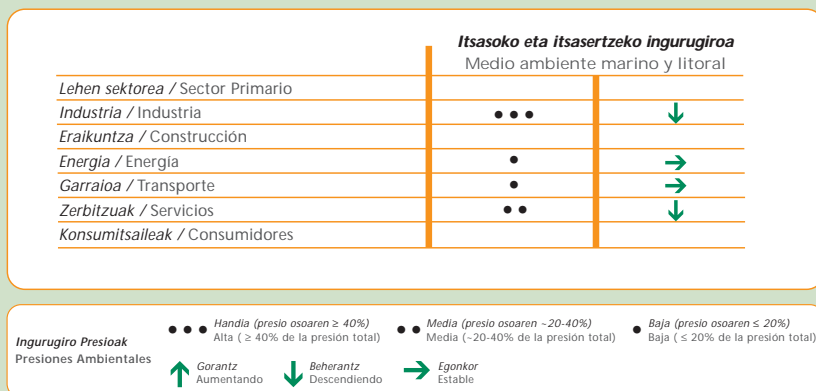 Itsasoko eta itsasertzeko ingurugiroa
Medio ambiente marino y litoral
Lehen sektorea / Sector Primario
Industria / Industria
Eraikuntza / Construcción
Energia / Energía
Garraioa / Transporte
Zerbitzuak / Servicios
Konsumitsaileak / Consumidores
Ingurugiro Presioak
Presiones Ambientales
Handia (presio osoaren ≥ 40%)
Alta ( ≥ 40% de la presión total)
Media (presio osoaren ~20-40%)
Media (~20-40% de la presión total)
Baja (presio osoaren ≤ 20%)
Baja ( ≤ 20% de la presión total)
Gorantz
Aumentando
Beherantz
Descendiendo
Egonkor
Estable